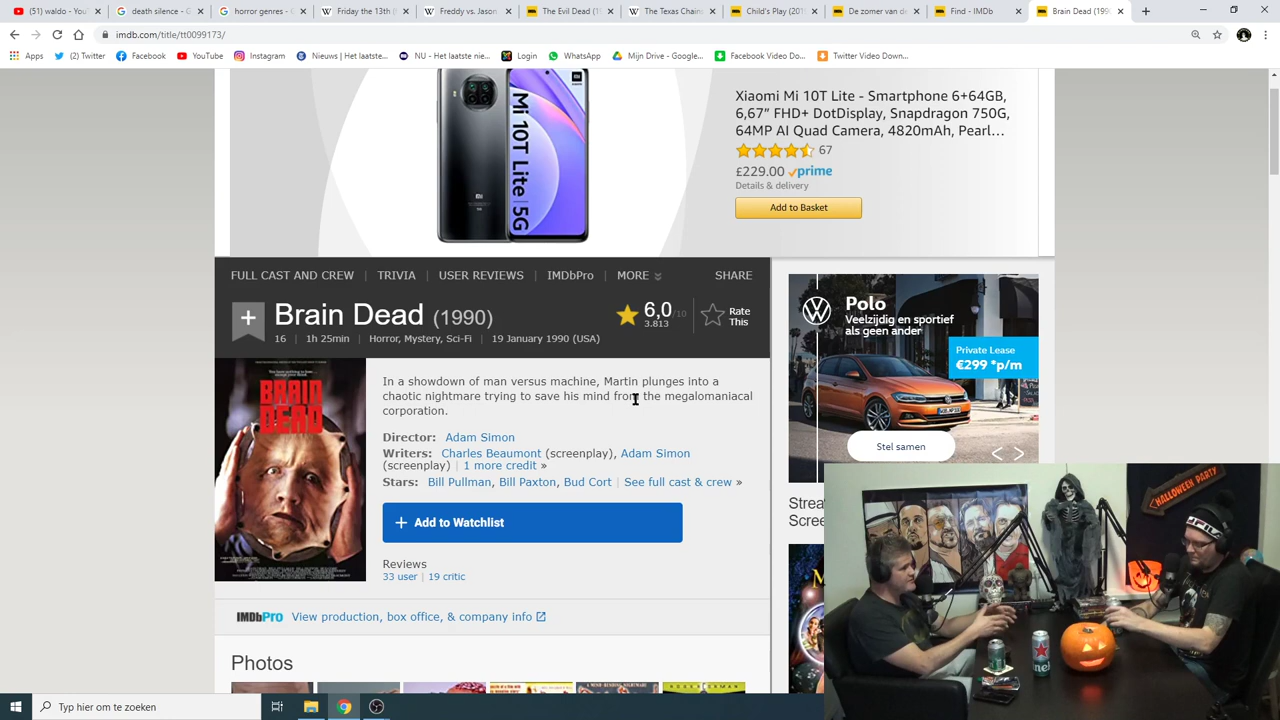 (51) waldo - You
death silence - G
horror genres -
Friday the 13th (
Freddy vs. Jason
The Evil Dead (1
The Texas Chain
Child's Play (201
De zomer van de
Find - IMDb
Brain Dead (199
imdb.com/title/tt0099173/
Apps
(2) Twitter
Facebook
YouTube
Instagram
Nieuws | Het laatste...
NU - Het laatste nie...
Login
WhatsApp
Mijn Drive - Google...
Facebook Video Do...
Twitter Video Down...
Mi 10T Lite | 5G
Xiaomi Mi 10T Lite - Smartphone 6+64GB,
6,67” FHD+ DotDisplay, Snapdragon 750G,
64MP AI Quad Camera, 4820mAh, Pearl...
67
£229.00 prime
Details & delivery
Add to Basket
FULL CAST AND CREW | TRIVIA | USER REVIEWS | IMDbPro | MORE SHARE
+ Brain Dead (1990)
6,0/10
3.813
Rate
This
16 | 1h 25min | Horror, Mystery, Sci-Fi | 19 January 1990 (USA)
BRAIN
DEAD
In a showdown of man versus machine, Martin plunges into a
chaotic nightmare trying to save his mind from the megalomaniacal
corporation.
Director: Adam Simon
Writers: Charles Beaumont (screenplay), Adam Simon
(screenplay) | 1 more credit »
Stars: Bill Pullman, Bill Paxton, Bud Cort | See full cast & crew »
+ Add to Watchlist
Reviews
33 user | 19 critic
IMDbPro View production, box office, & company info
Photos
Polo
Veelzijdig en sportief
als geen ander
Private Lease
€299 *p/m
Stel samen
Strea
Scree
HALLOWEEN PARTY
Typ hier om te zoeken